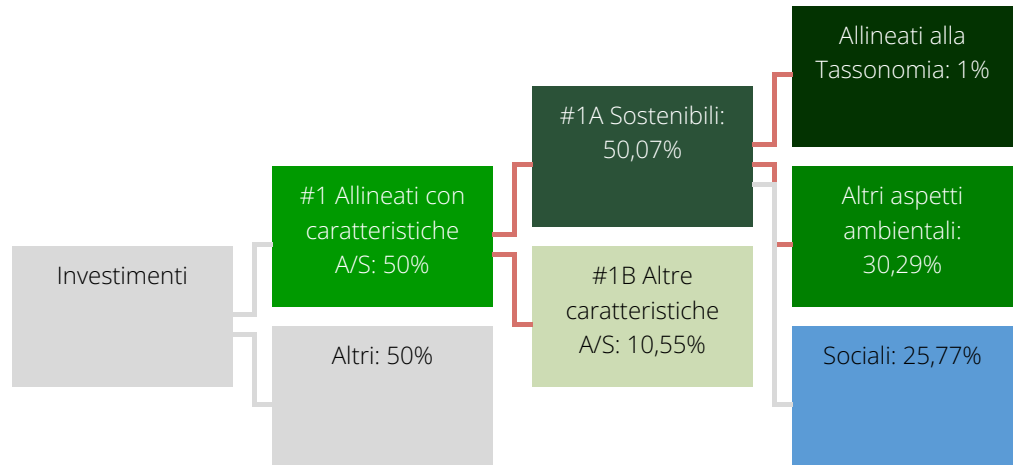 Investimenti
#1 Allineati con
caratteristiche
A/S: 50%
Altri: 50%
#1A Sostenibili:
50,07%
#1B Altre
caratteristiche
A/S: 10,55%
Allineati alla
Tassonomia: 1%
Altri aspetti
ambientali:
30,29%
Sociali: 25,77%